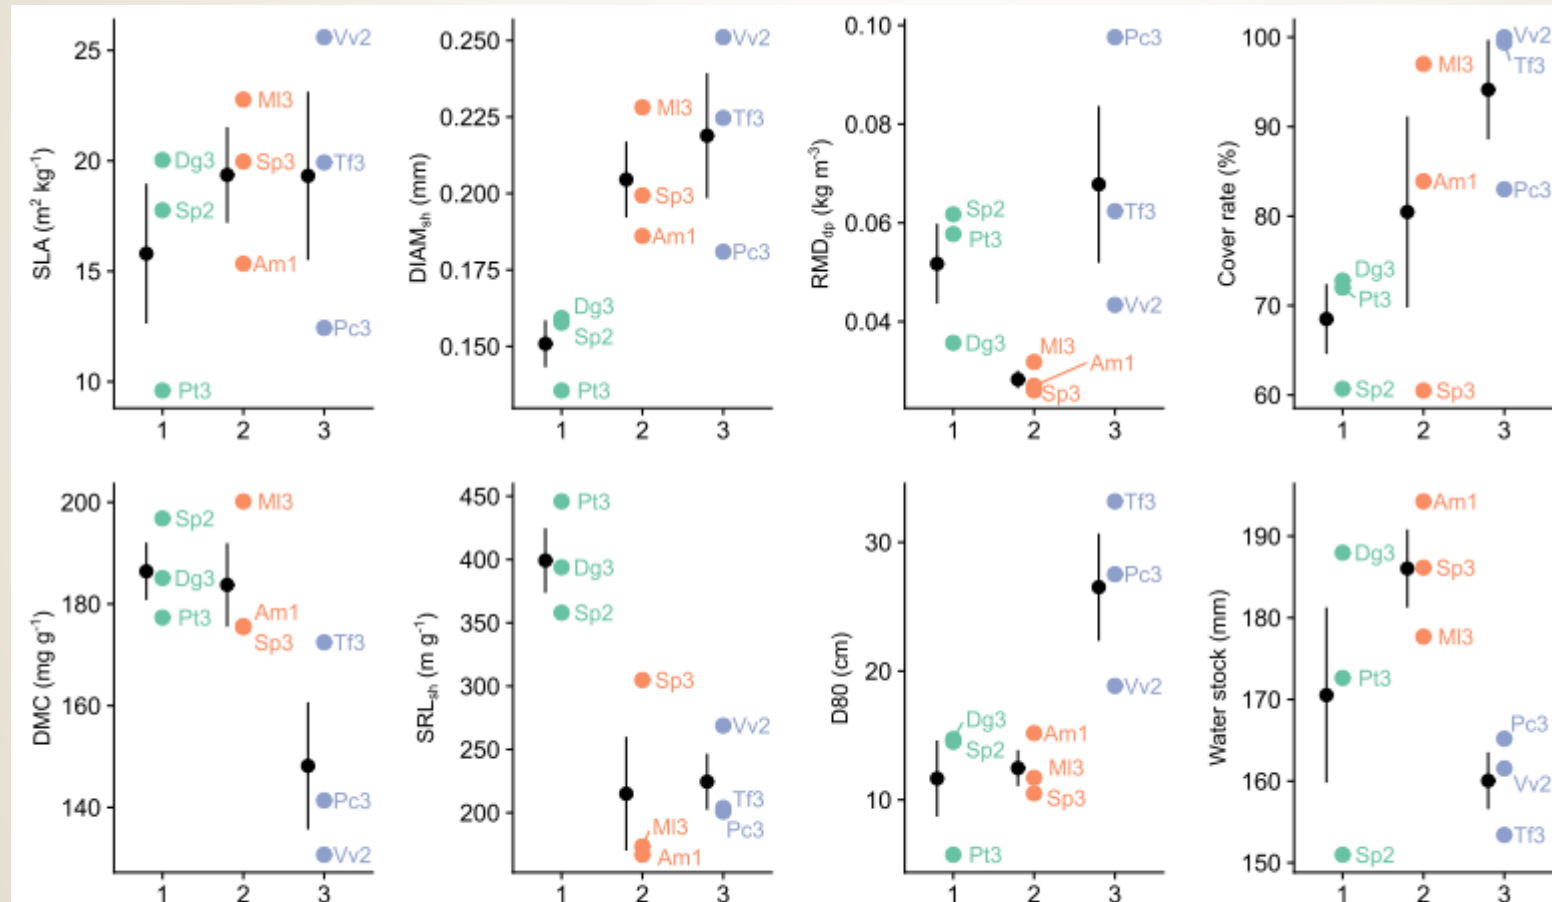 SLA (m² kg⁻¹)
25
20
15
10
Vv2
Ml3
Dg3
Sp3
Tf3
Sp2
Am1
Pc3
Pt3
1 2 3
DIAMsh (mm)
0.250
0.225
0.200
0.175
0.150
Vv2
Ml3
Tf3
Sp3
Am1
Pc3
Dg3
Sp2
Pt3
1 2 3
RMDdp (kg m⁻³)
0.10
0.08
0.06
0.04
Pc3
Sp2
Tf3
Pt3
Vv2
Dg3
Ml3
Am1
Sp3
1 2 3
Cover rate (%)
100
90
80
70
60
Vv2
Ml3
Tf3
Am1
Pc3
Dg3
Pt3
Sp2
Sp3
1 2 3
DMC (mg g⁻¹)
200
180
160
140
Ml3
Sp2
Dg3
Pt3
Am1
Sp3
Tf3
Pc3
Vv2
1 2 3
SRLsh (m g⁻¹)
450
400
350
300
250
200
Pt3
Dg3
Sp2
Sp3
Vv2
Tf3
Ml3
Pc3
Am1
1 2 3
D80 (cm)
30
20
10
Tf3
Pc3
Vv2
Dg3
Am1
Sp2
Ml3
Sp3
Pt3
1 2 3
Water stock (mm)
190
180
170
160
150
Am1
Dg3
Sp3
Ml3
Pt3
Pc3
Vv2
Tf3
Sp2
1 2 3